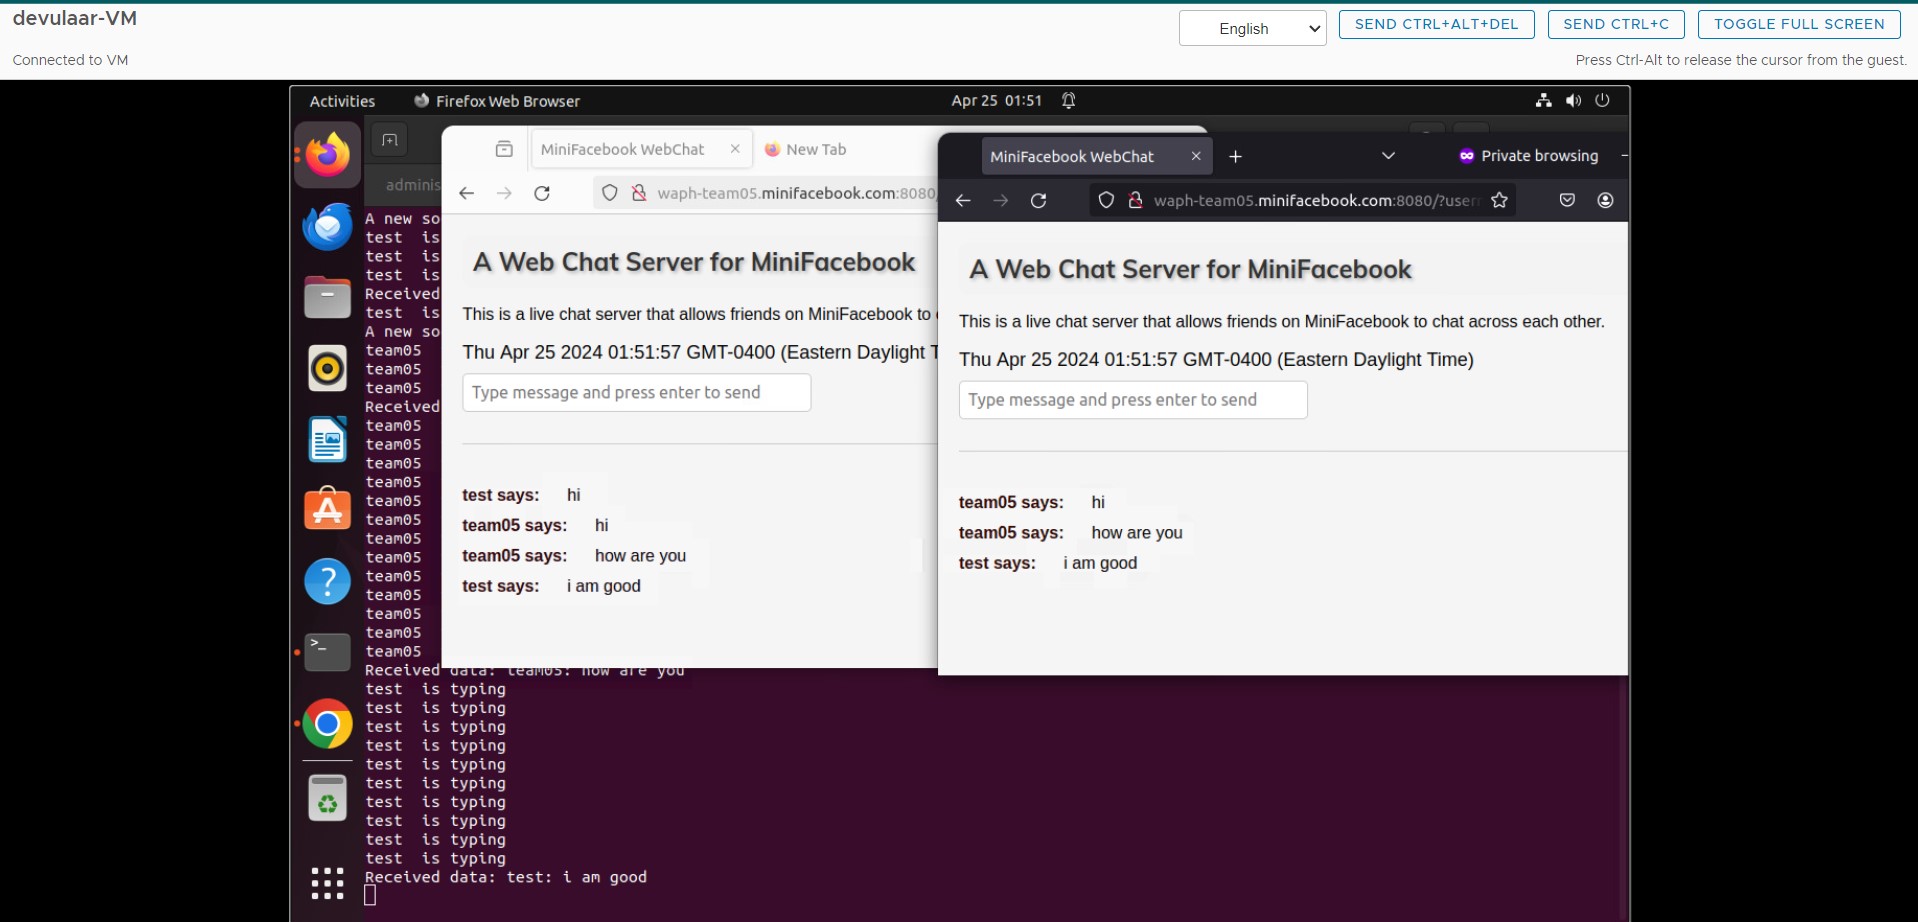 devulaar-VM
English
SEND CTRL+ALT+DEL
SEND CTRL+C
TOGGLE FULL SCREEN
Connected to VM
Press Ctrl-Alt to release the cursor from the guest.
Activities
Firefox Web Browser
Apr 25 01:51
adminis
MiniFacebook WebChat
New Tab
waph-team05.minifacebook.com:8080/
A Web Chat Server for MiniFacebook
This is a live chat server that allows friends on MiniFacebook to
Thu Apr 25 2024 01:51:57 GMT-0400 (Eastern Daylight T
Type message and press enter to send
test says: hi
team05 says: hi
team05 says: how are you
test says: i am good
MiniFacebook WebChat
Private browsing
waph-team05.minifacebook.com:8080/?user
A Web Chat Server for MiniFacebook
This is a live chat server that allows friends on MiniFacebook to chat across each other.
Thu Apr 25 2024 01:51:57 GMT-0400 (Eastern Daylight Time)
Type message and press enter to send
team05 says: hi
team05 says: how are you
test says: i am good
A new so
test is
test is
test is
Received
test is
A new so
team05
team05
team05
Received
team05
team05
team05
team05
team05
team05
team05
team05
team05
team05
team05
team05
team05
Received data: team05: how are you
test is typing
test is typing
test is typing
test is typing
test is typing
test is typing
test is typing
test is typing
test is typing
test is typing
Received data: test: i am good